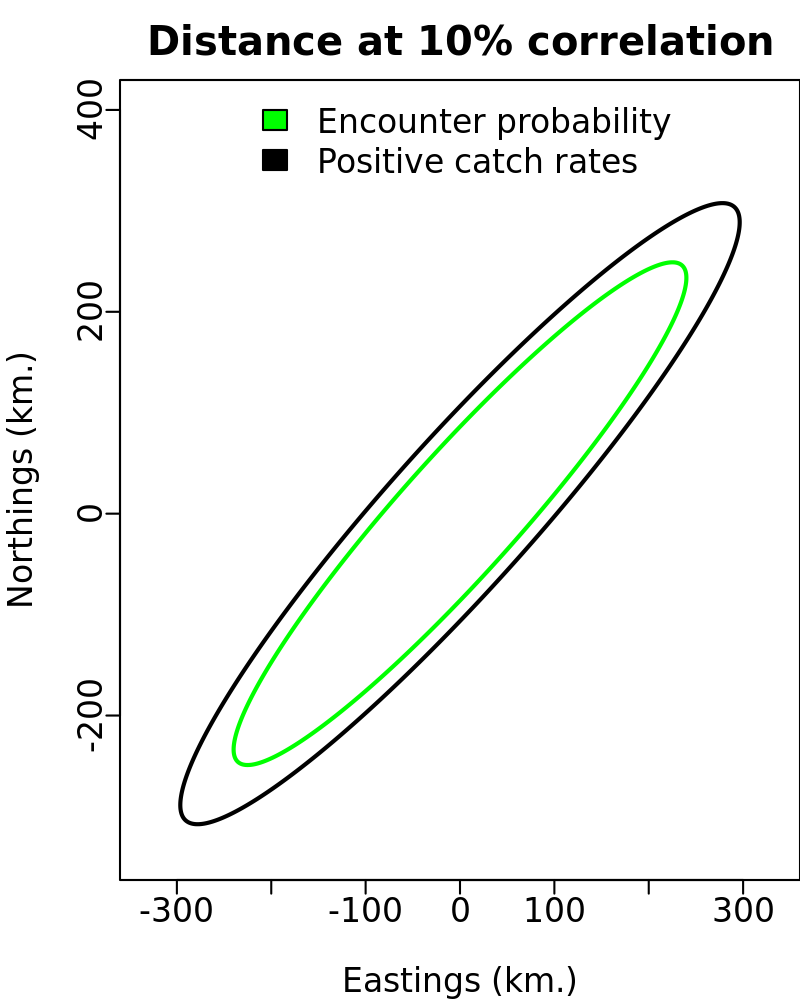 Distance at 10% correlation
Encounter probability
Positive catch rates
400
200
0
-200
Northings (km.)
-300 -100 0 100 300
Eastings (km.)